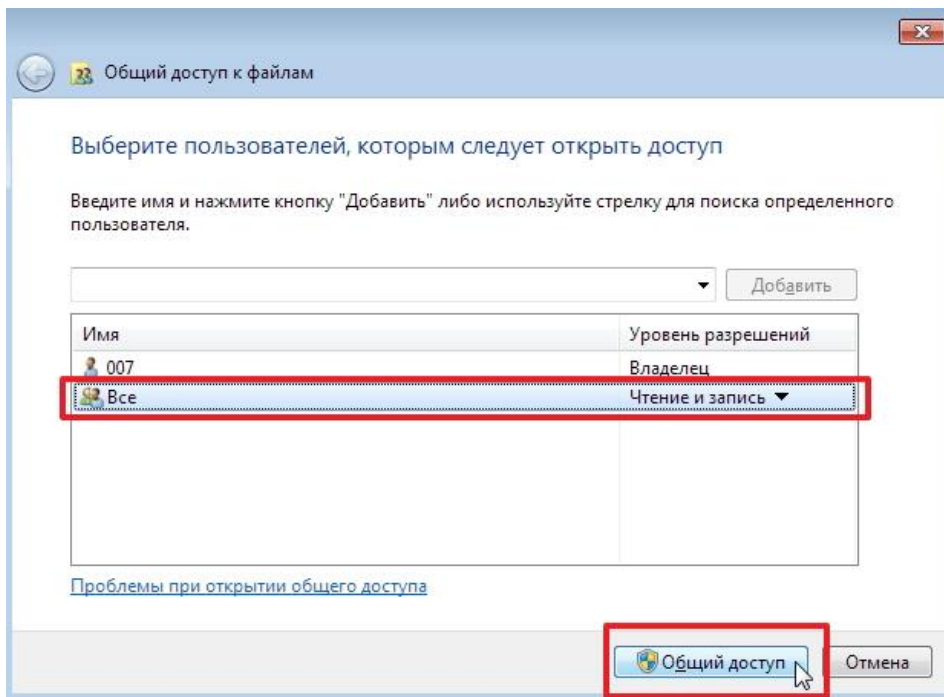 Общий доступ к файлам
Выберите пользователей, которым следует открыть доступ
Введите имя и нажмите кнопку "Добавить" либо используйте стрелку для поиска определенного
пользователя.
Добавить
Имя Уровень разрешений
007 Владелец
Все Чтение и запись
Проблемы при открытии общего доступа
Общий доступ Отмена